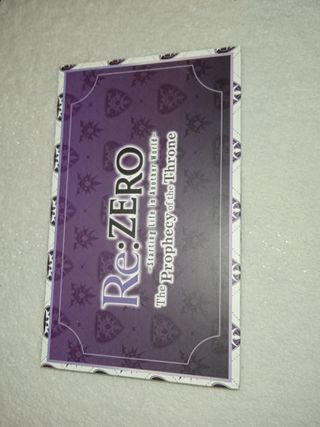 Re:ZERO
-Starting Life in Another World-
The Prophecy of the Throne